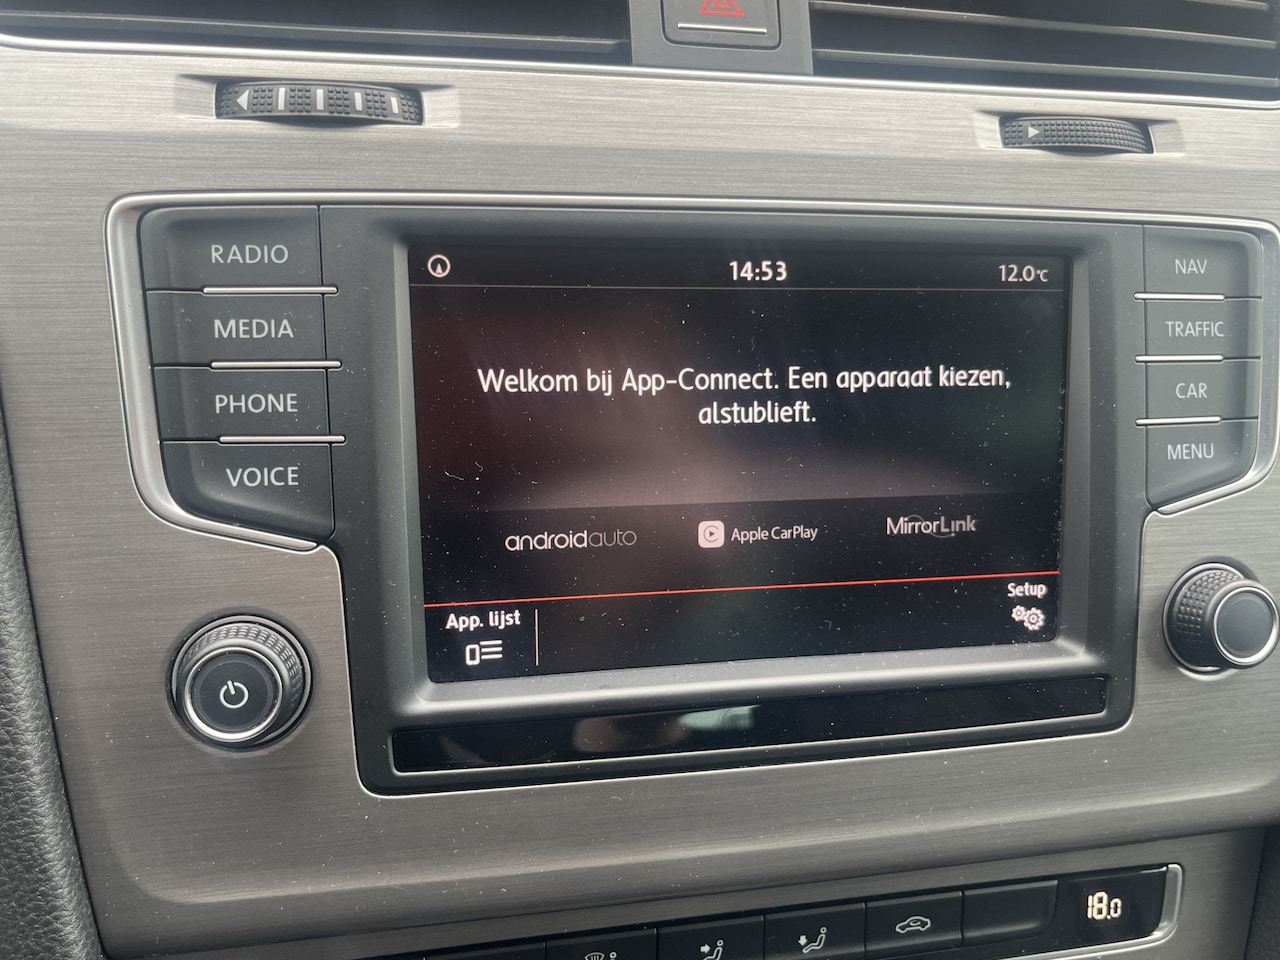 RADIO
MEDIA
PHONE
VOICE
14:53
12.0°C
Welkom bij App-Connect. Een apparaat kiezen,
alstublieft.
androidauto
Apple CarPlay
MirrorLink
App. lijst
Setup
NAV
TRAFFIC
CAR
MENU
18.0